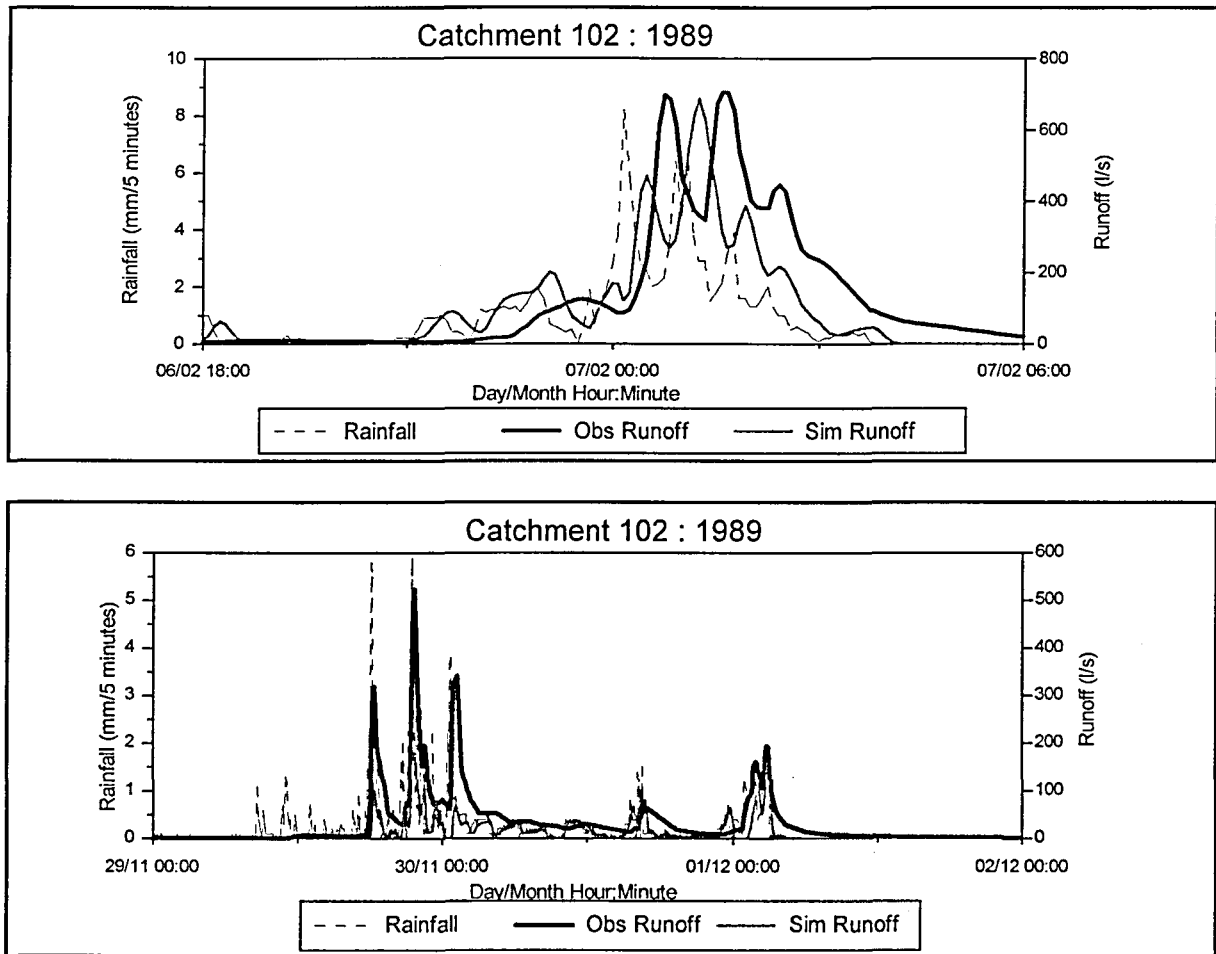 Catchment 102 : 1989
10
8
6
4
2
0
Rainfall (mm/5 minutes)
800
600
400
200
0
Runoff (l/s)
06/02 18:00
07/02 00:00
07/02 06:00
Day/Month Hour:Minute
Rainfall
Obs Runoff
Sim Runoff
Catchment 102 : 1989
6
5
4
3
2
1
0
Rainfall (mm/5 minutes)
600
500
400
300
200
100
0
Runoff (l/s)
29/11 00:00
30/11 00:00
01/12 00:00
02/12 00:00
Day/Month Hour:Minute
Rainfall
Obs Runoff
Sim Runoff